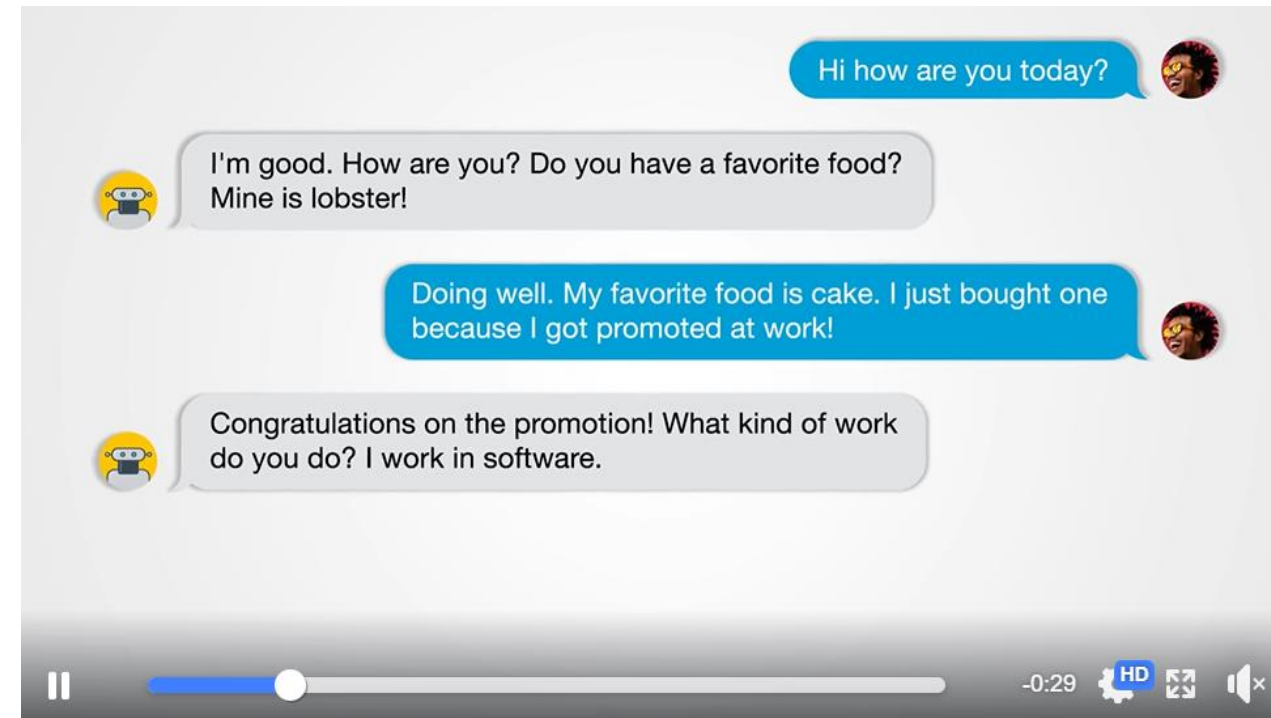 Hi how are you today?
I'm good. How are you? Do you have a favorite food?
Mine is lobster!
Doing well. My favorite food is cake. I just bought one
because I got promoted at work!
Congratulations on the promotion! What kind of work
do you do? I work in software.
-0:29
HD